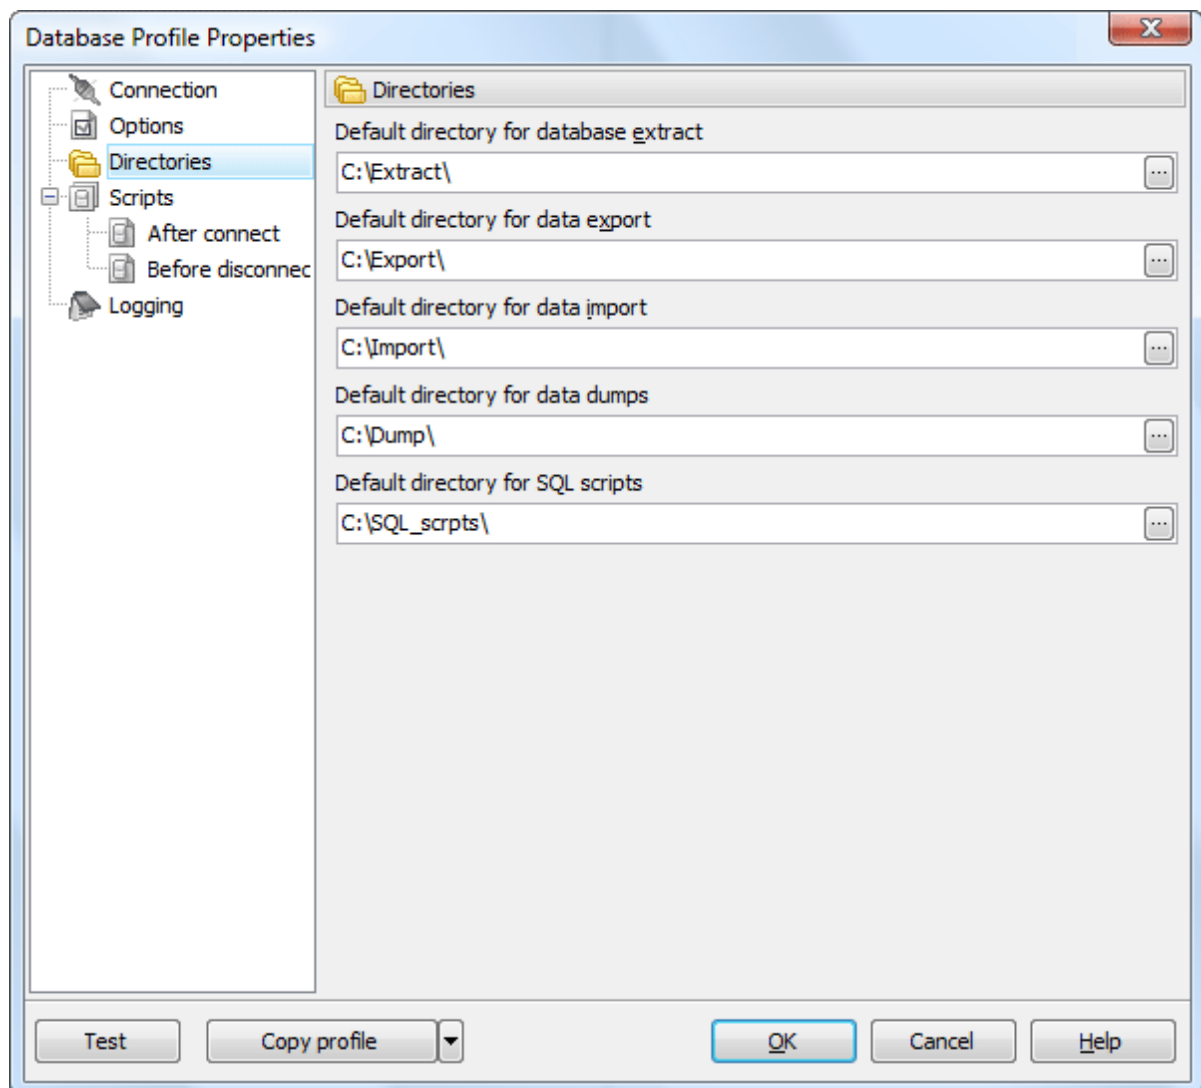 Database Profile Properties
Connection
Options
Directories
Scripts
After connect
Before disconnec
Logging
Directories
Default directory for database extract
C:\Extract\
...
Default directory for data export
C:\Export\
...
Default directory for data import
C:\Import\
...
Default directory for data dumps
C:\Dump\
...
Default directory for SQL scripts
C:\SQL_scrpts\
...
Test
Copy profile
OK
Cancel
Help